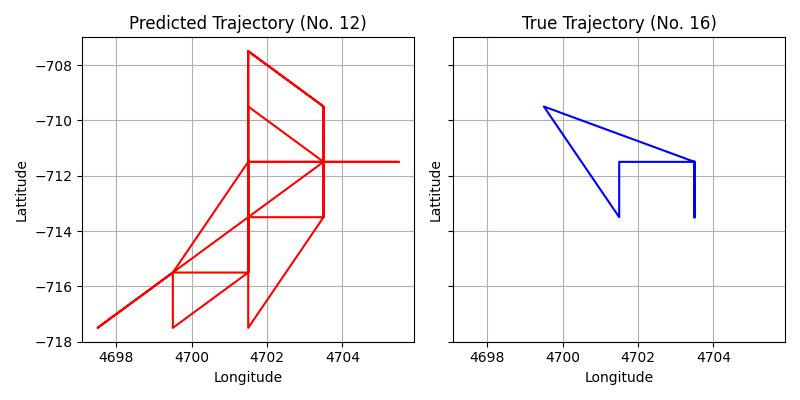 Predicted Trajectory (No. 12)
True Trajectory (No. 16)
−708
−710
−712
−714
−716
−718
Lattitude
Lattitude
4698 4700 4702 4704
4698 4700 4702 4704
Longitude
Longitude